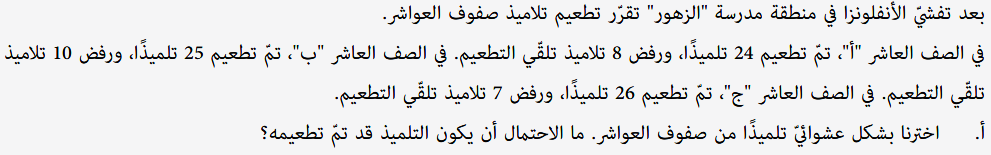 بعد تفشّي الأنفلونزا في منطقة مدرسة "الزهور" تقرّر تطعيم تلاميذ صفوف العواشر.
في الصف العاشر "أ"، تمّ تطعيم 24 تلميذًا، ورفض 8 تلاميذ تلقّي التطعيم. في الصف العاشر "ب"، تمّ تطعيم 25 تلميذًا، ورفض 10 تلاميذ
تلقّي التطعيم. في الصف العاشر "ج"، تمّ تطعيم 26 تلميذًا، ورفض 7 تلاميذ تلقّي التطعيم.
أ. اخترنا بشكل عشوائيّ تلميذًا من صفوف العواشر. ما الاحتمال أن يكون التلميذ قد تمّ تطعيمه؟